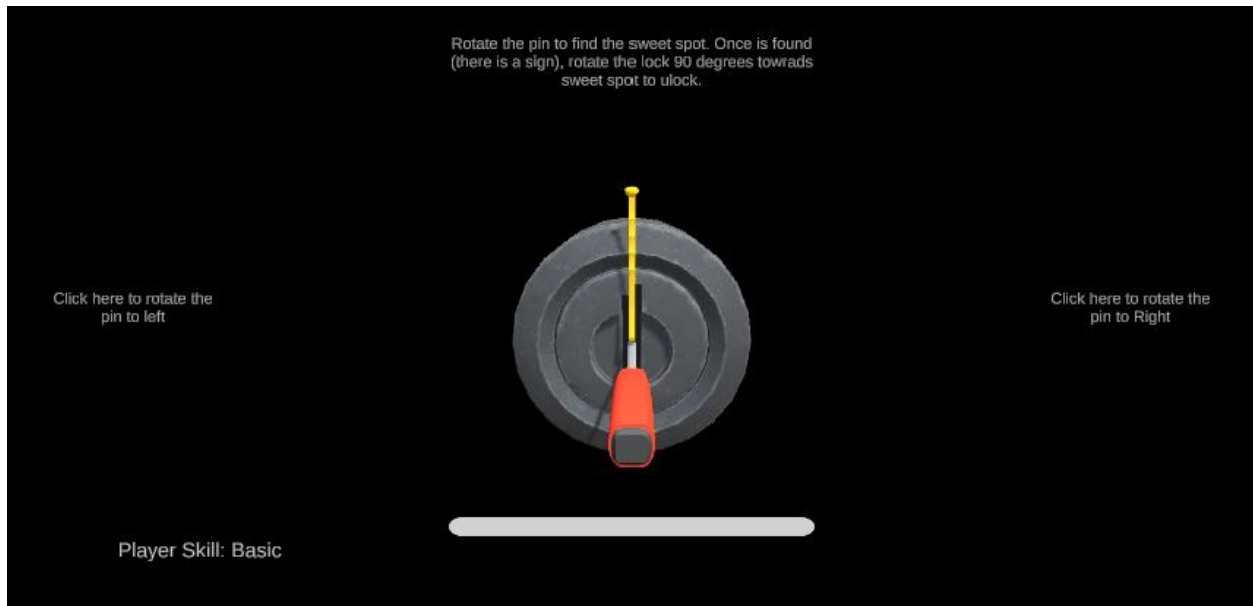 Rotate the pin to find the sweet spot. Once is found
(there is a sign), rotate the lock 90 degrees towrads
sweet spot to ulock.
Click here to rotate the
pin to left
Click here to rotate the
pin to Right
Player Skill: Basic